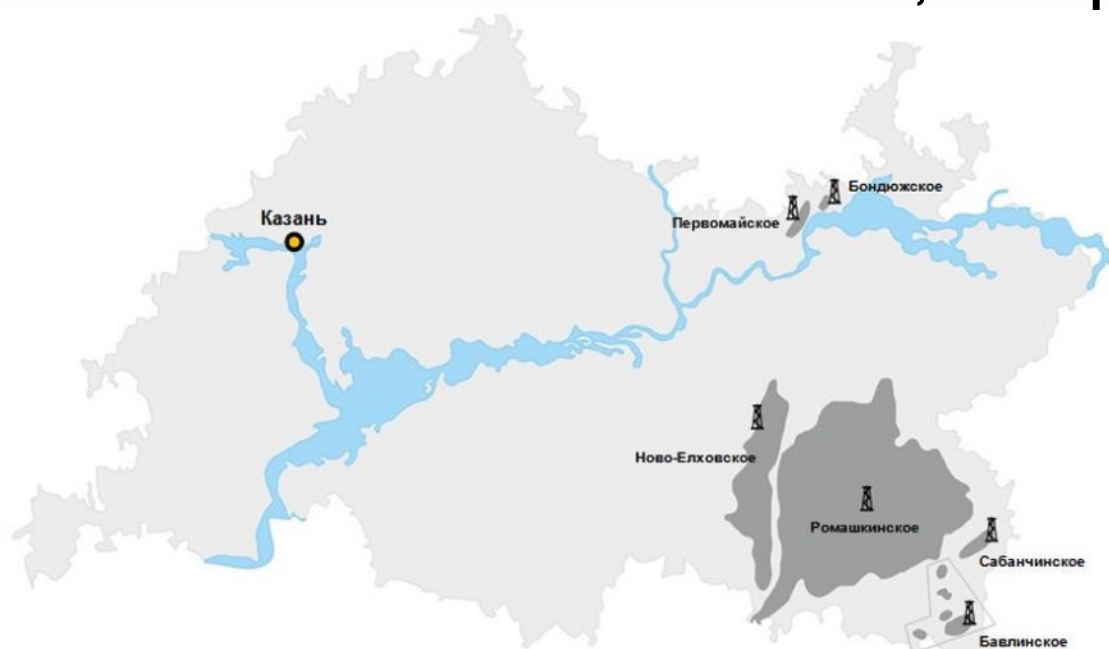 Бондюжское
Первомайское
Казань
Ново-Елховское
Ромашкинское
Сабанчинское
Бавлинское